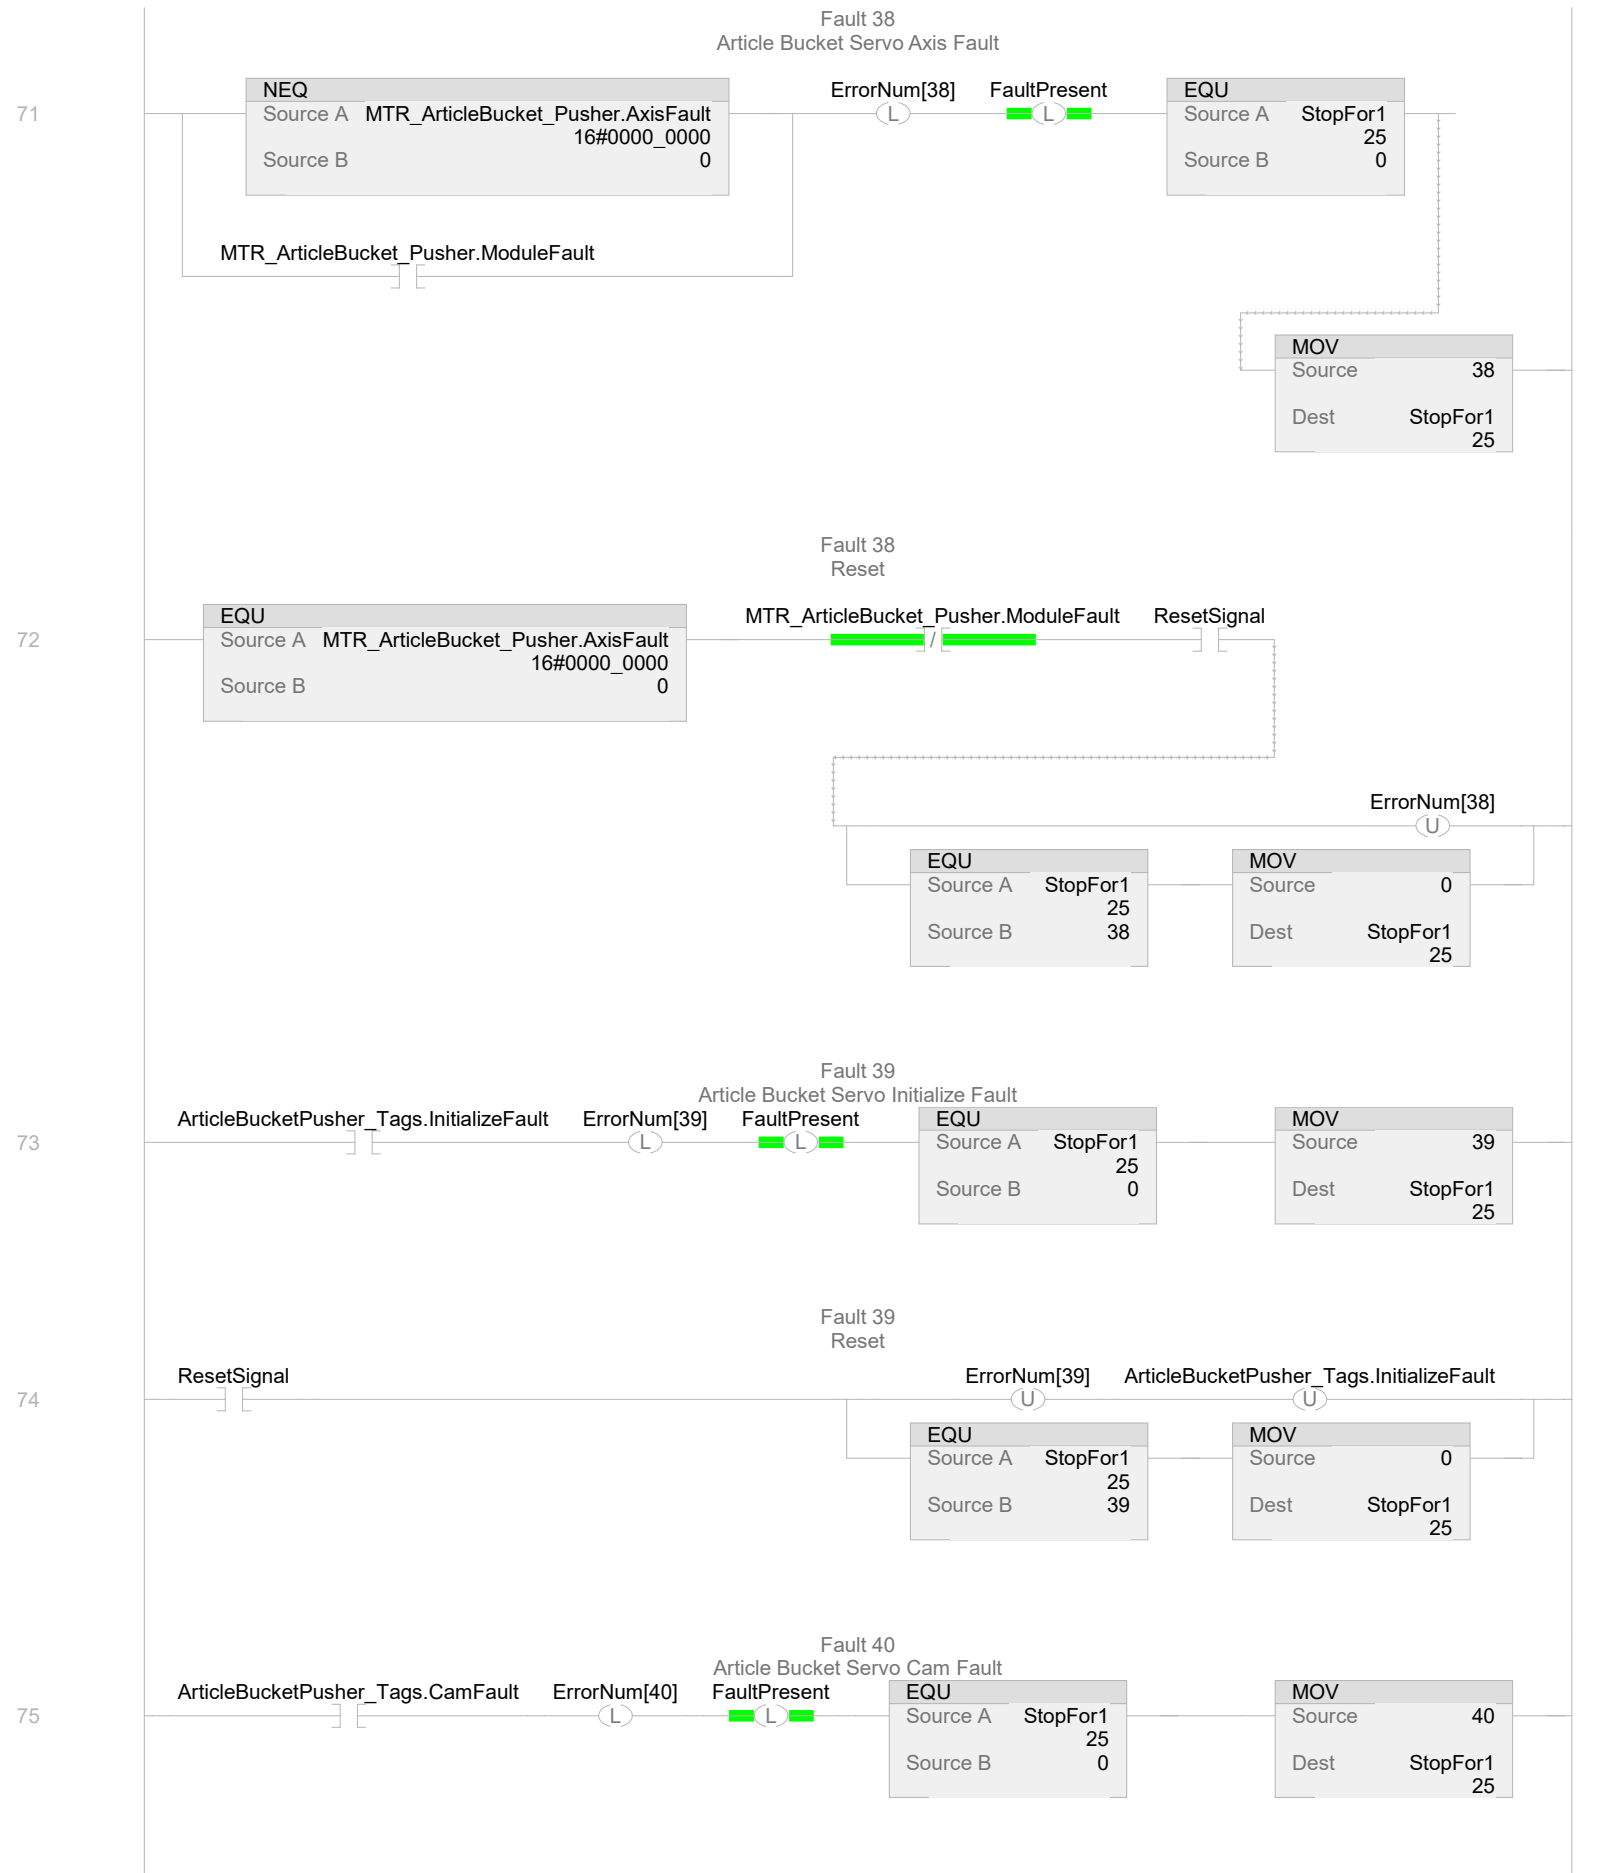 Fault 38
Article Bucket Servo Axis Fault
71
NEQ
Source A MTR_ArticleBucket_Pusher.AxisFault
16#0000_0000
Source B 0
ErrorNum[38]
L
FaultPresent
L
EQU
Source A StopFor1
25
Source B 0
MTR_ArticleBucket_Pusher.ModuleFault
MOV
Source 38
Dest StopFor1
25
Fault 38
Reset
72
EQU
Source A MTR_ArticleBucket_Pusher.AxisFault
16#0000_0000
Source B 0
MTR_ArticleBucket_Pusher.ModuleFault
/
ResetSignal
ErrorNum[38]
U
EQU
Source A StopFor1
25
Source B 38
MOV
Source 0
Dest StopFor1
25
Fault 39
Article Bucket Servo Initialize Fault
73
ArticleBucketPusher_Tags.InitializeFault
ErrorNum[39]
L
FaultPresent
L
EQU
Source A StopFor1
25
Source B 0
MOV
Source 39
Dest StopFor1
25
Fault 39
Reset
74
ResetSignal
ErrorNum[39]
U
ArticleBucketPusher_Tags.InitializeFault
U
EQU
Source A StopFor1
25
Source B 39
MOV
Source 0
Dest StopFor1
25
Fault 40
Article Bucket Servo Cam Fault
75
ArticleBucketPusher_Tags.CamFault
ErrorNum[40]
L
FaultPresent
L
EQU
Source A StopFor1
25
Source B 0
MOV
Source 40
Dest StopFor1
25